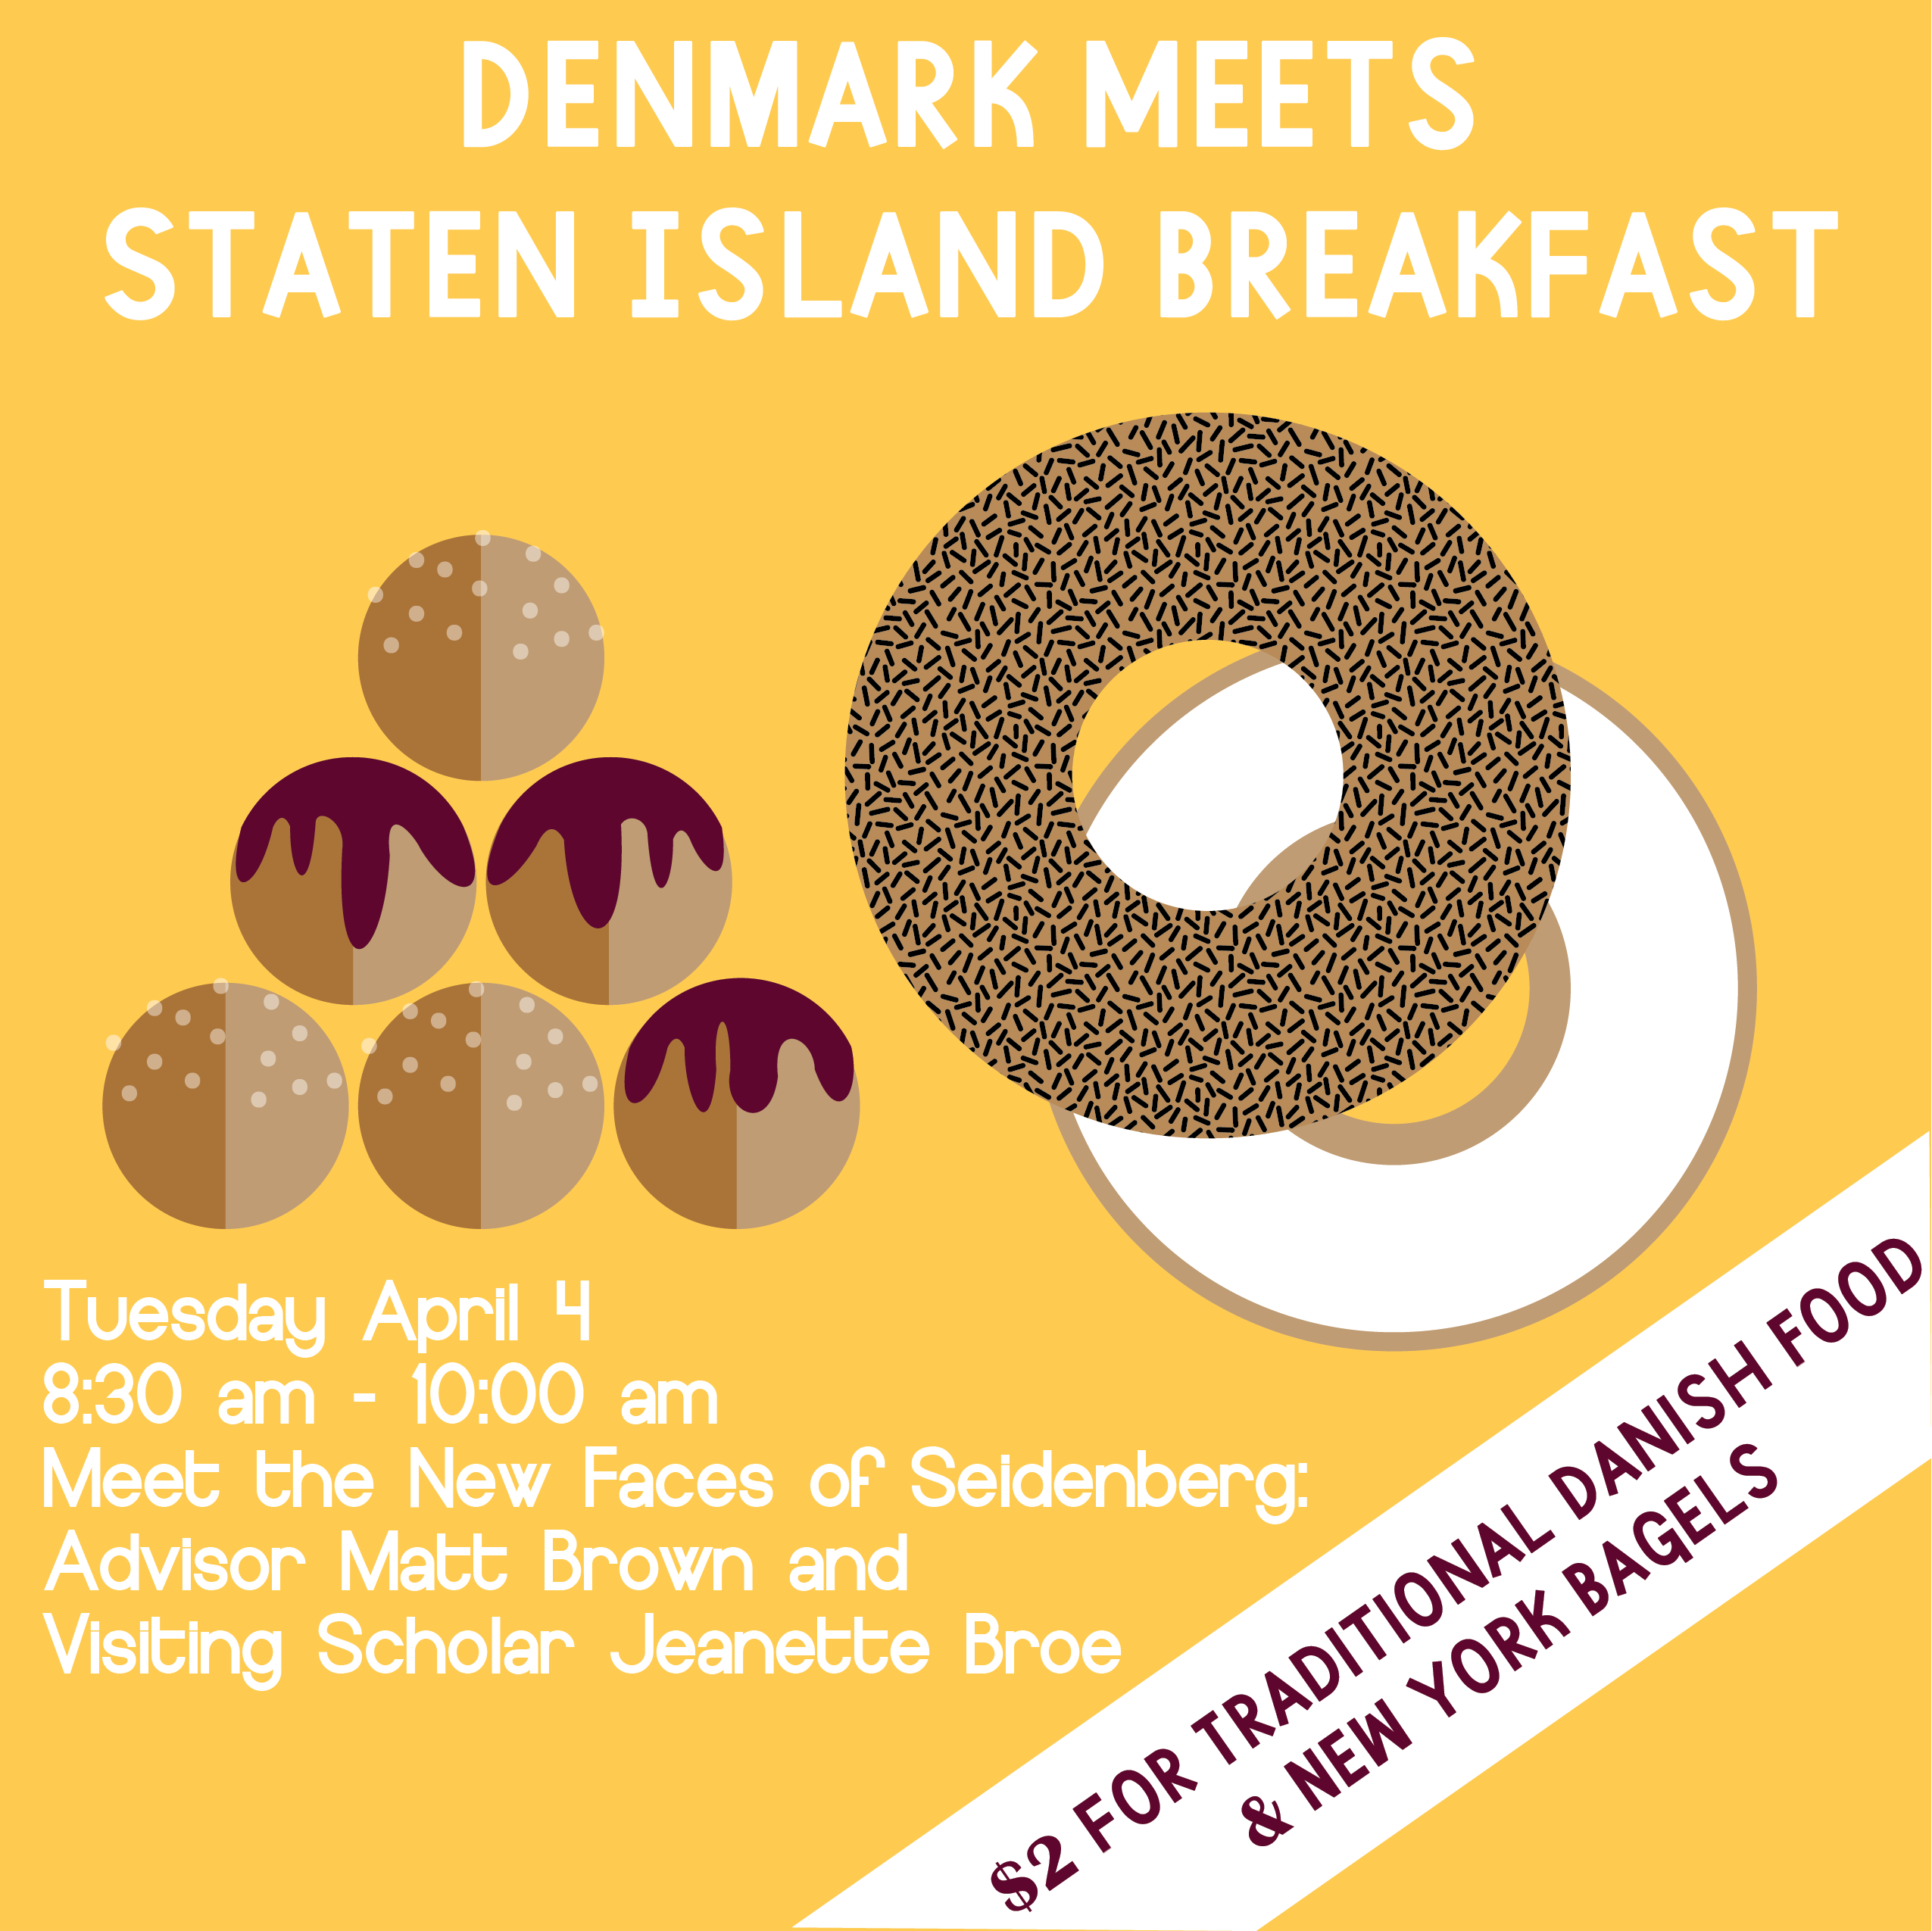 DENMARK MEETS
STATEN ISLAND BREAKFAST
Tuesday April 4
8:30 am - 10:00 am
Meet the New Faces of Seidenberg:
Advisor Matt Brown and
Visiting Scholar Jeanette Broe
$2 FOR TRADITIONAL DANISH FOOD
& NEW YORK BAGELS